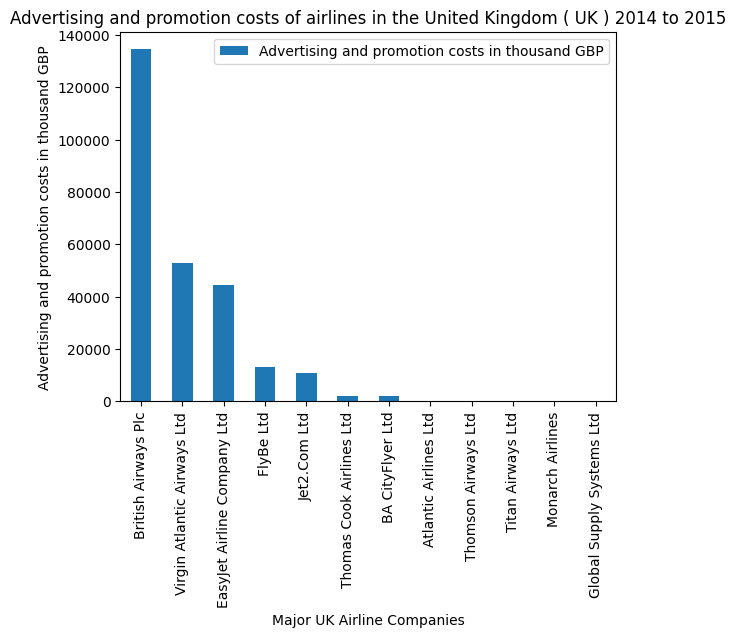 Advertising and promotion costs of airlines in the United Kingdom ( UK ) 2014 to 2015
Advertising and promotion costs in thousand GBP
Advertising and promotion costs in thousand GBP
140000
120000
100000
80000
60000
40000
20000
0
British Airways Plc
Virgin Atlantic Airways Ltd
EasyJet Airline Company Ltd
FlyBe Ltd
Jet2.Com Ltd
Thomas Cook Airlines Ltd
BA CityFlyer Ltd
Atlantic Airlines Ltd
Thomson Airways Ltd
Titan Airways Ltd
Monarch Airlines
Global Supply Systems Ltd
Major UK Airline Companies